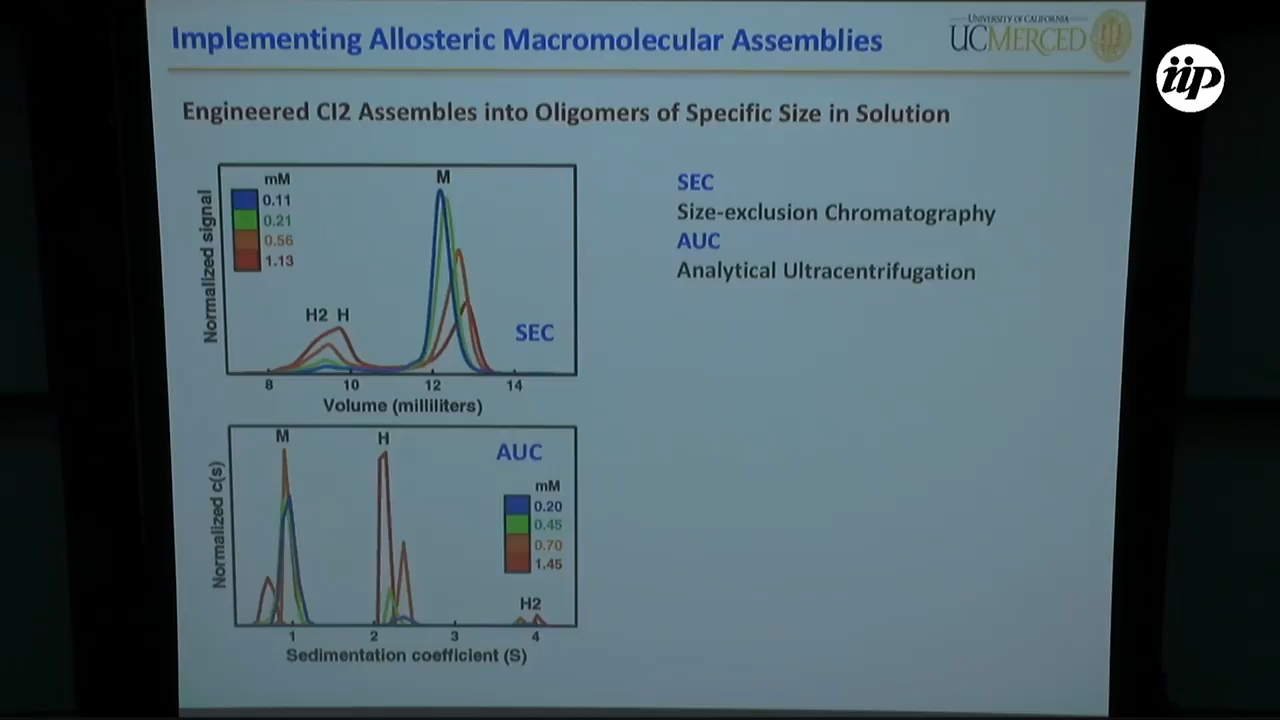 Implementing Allosteric Macromolecular Assemblies
UNIVERSITY OF CALIFORNIA
UCMERCED
iip
Engineered CI2 Assembles into Oligomers of Specific Size in Solution
Normalized signal
mM
0.11
0.21
0.56
1.13
M
H2 H
SEC
8 10 12 14
Volume (milliliters)
SEC
Size-exclusion Chromatography
AUC
Analytical Ultracentrifugation
Normalized c(s)
M
H
AUC
mM
0.20
0.45
0.70
1.45
H2
1 2 3 4
Sedimentation coefficient (S)